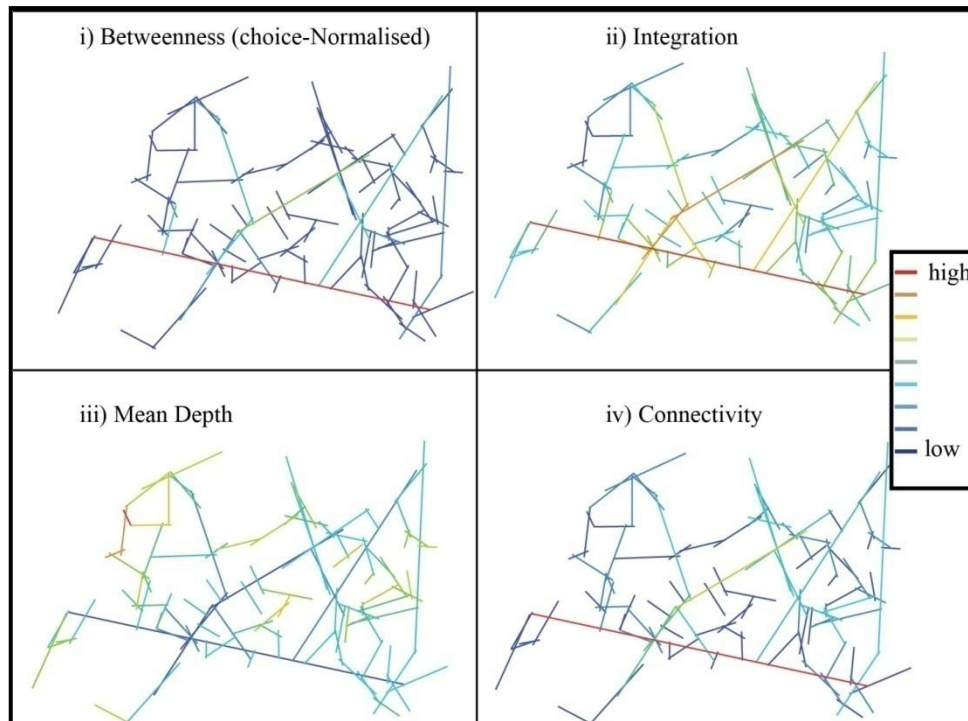 i) Betweenness (choice-Normalised)
ii) Integration
high
low
iii) Mean Depth
iv) Connectivity